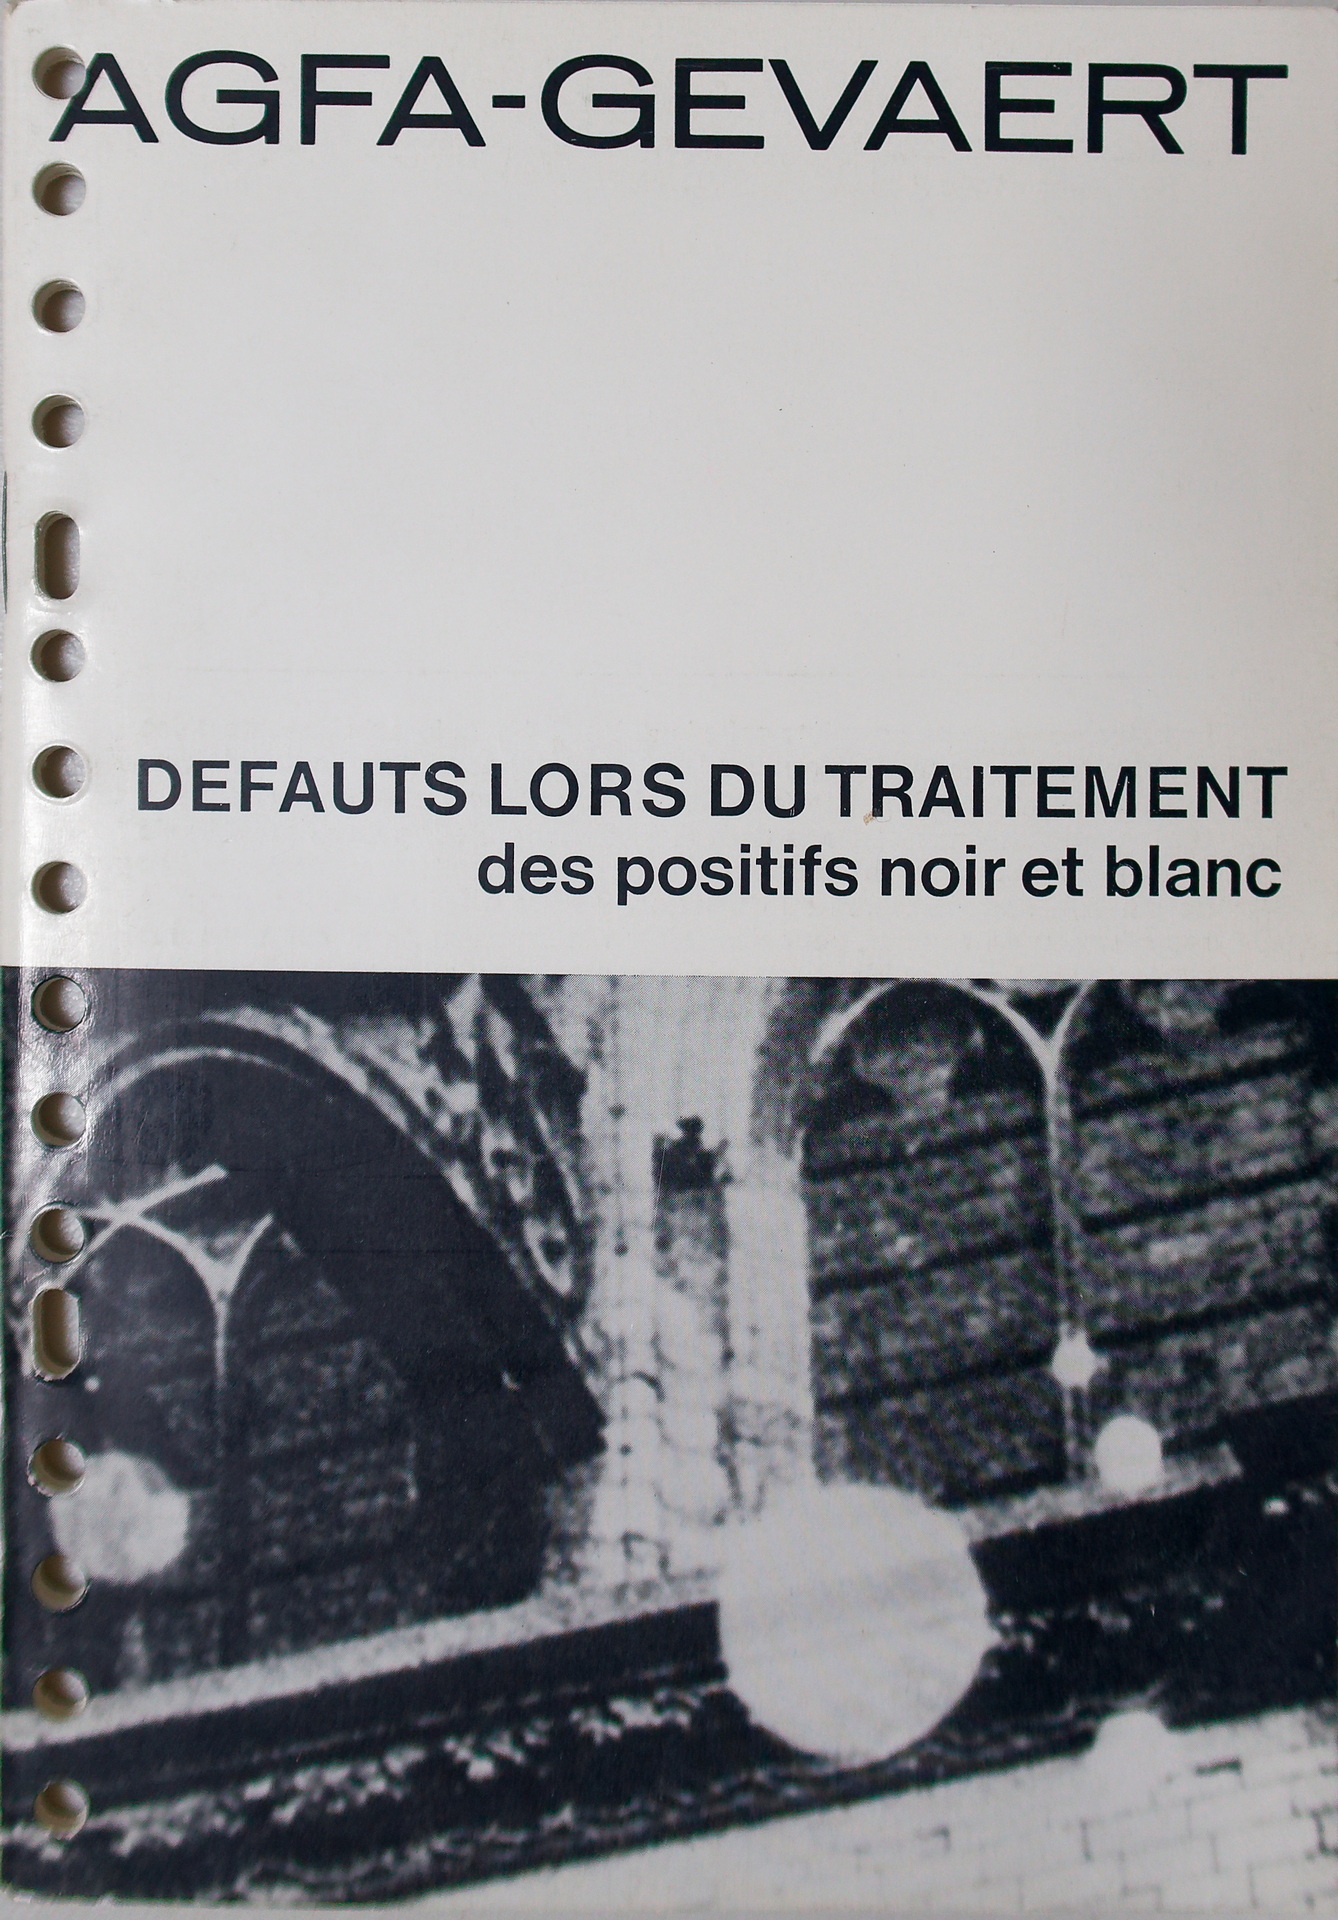 AGFA-GEVAERT
DEFAUTS LORS DU TRAITEMENT
des positifs noir et blanc